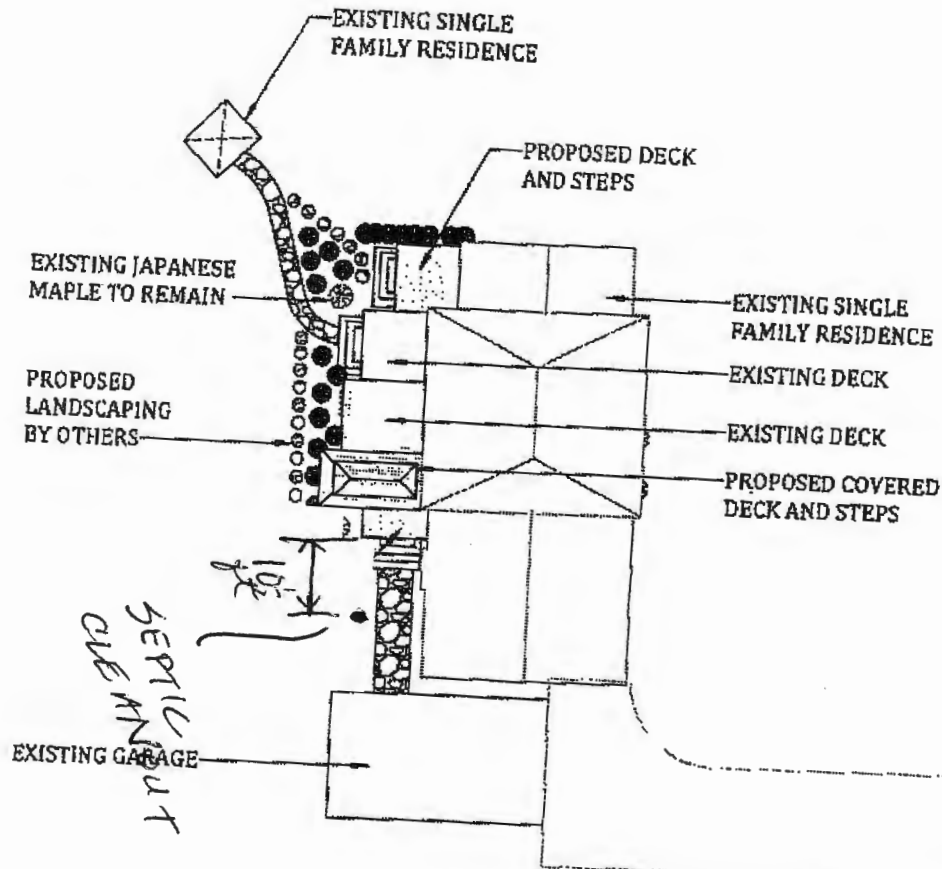 EXISTING SINGLE
FAMILY RESIDENCE
PROPOSED DECK
AND STEPS
EXISTING JAPANESE
MAPLE TO REMAIN
EXISTING SINGLE
FAMILY RESIDENCE
EXISTING DECK
PROPOSED
LANDSCAPING
BY OTHERS
EXISTING DECK
PROPOSED COVERED
DECK AND STEPS
SEPTIC
CLEANOUT
EXISTING GARAGE